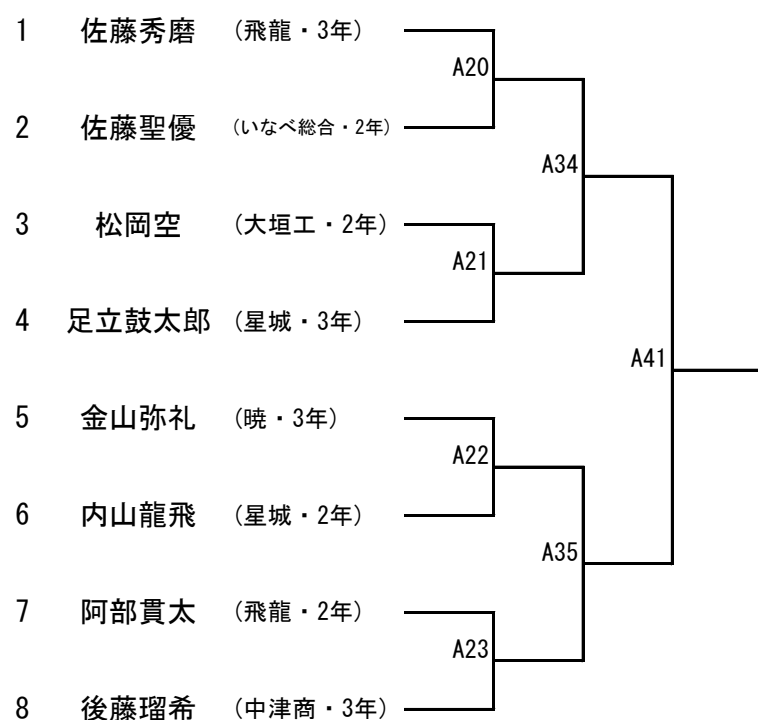 1 佐藤秀磨 (飛龍・3年)
A20
2 佐藤聖優 (いなべ総合・2年)
A34
3 松岡空 (大垣工・2年)
A21
4 足立鼓太郎 (星城・3年)
A41
5 金山弥礼 (暁・3年)
A22
6 内山龍飛 (星城・2年)
A35
7 阿部貫太 (飛龍・2年)
A23
8 後藤瑠希 (中津商・3年)